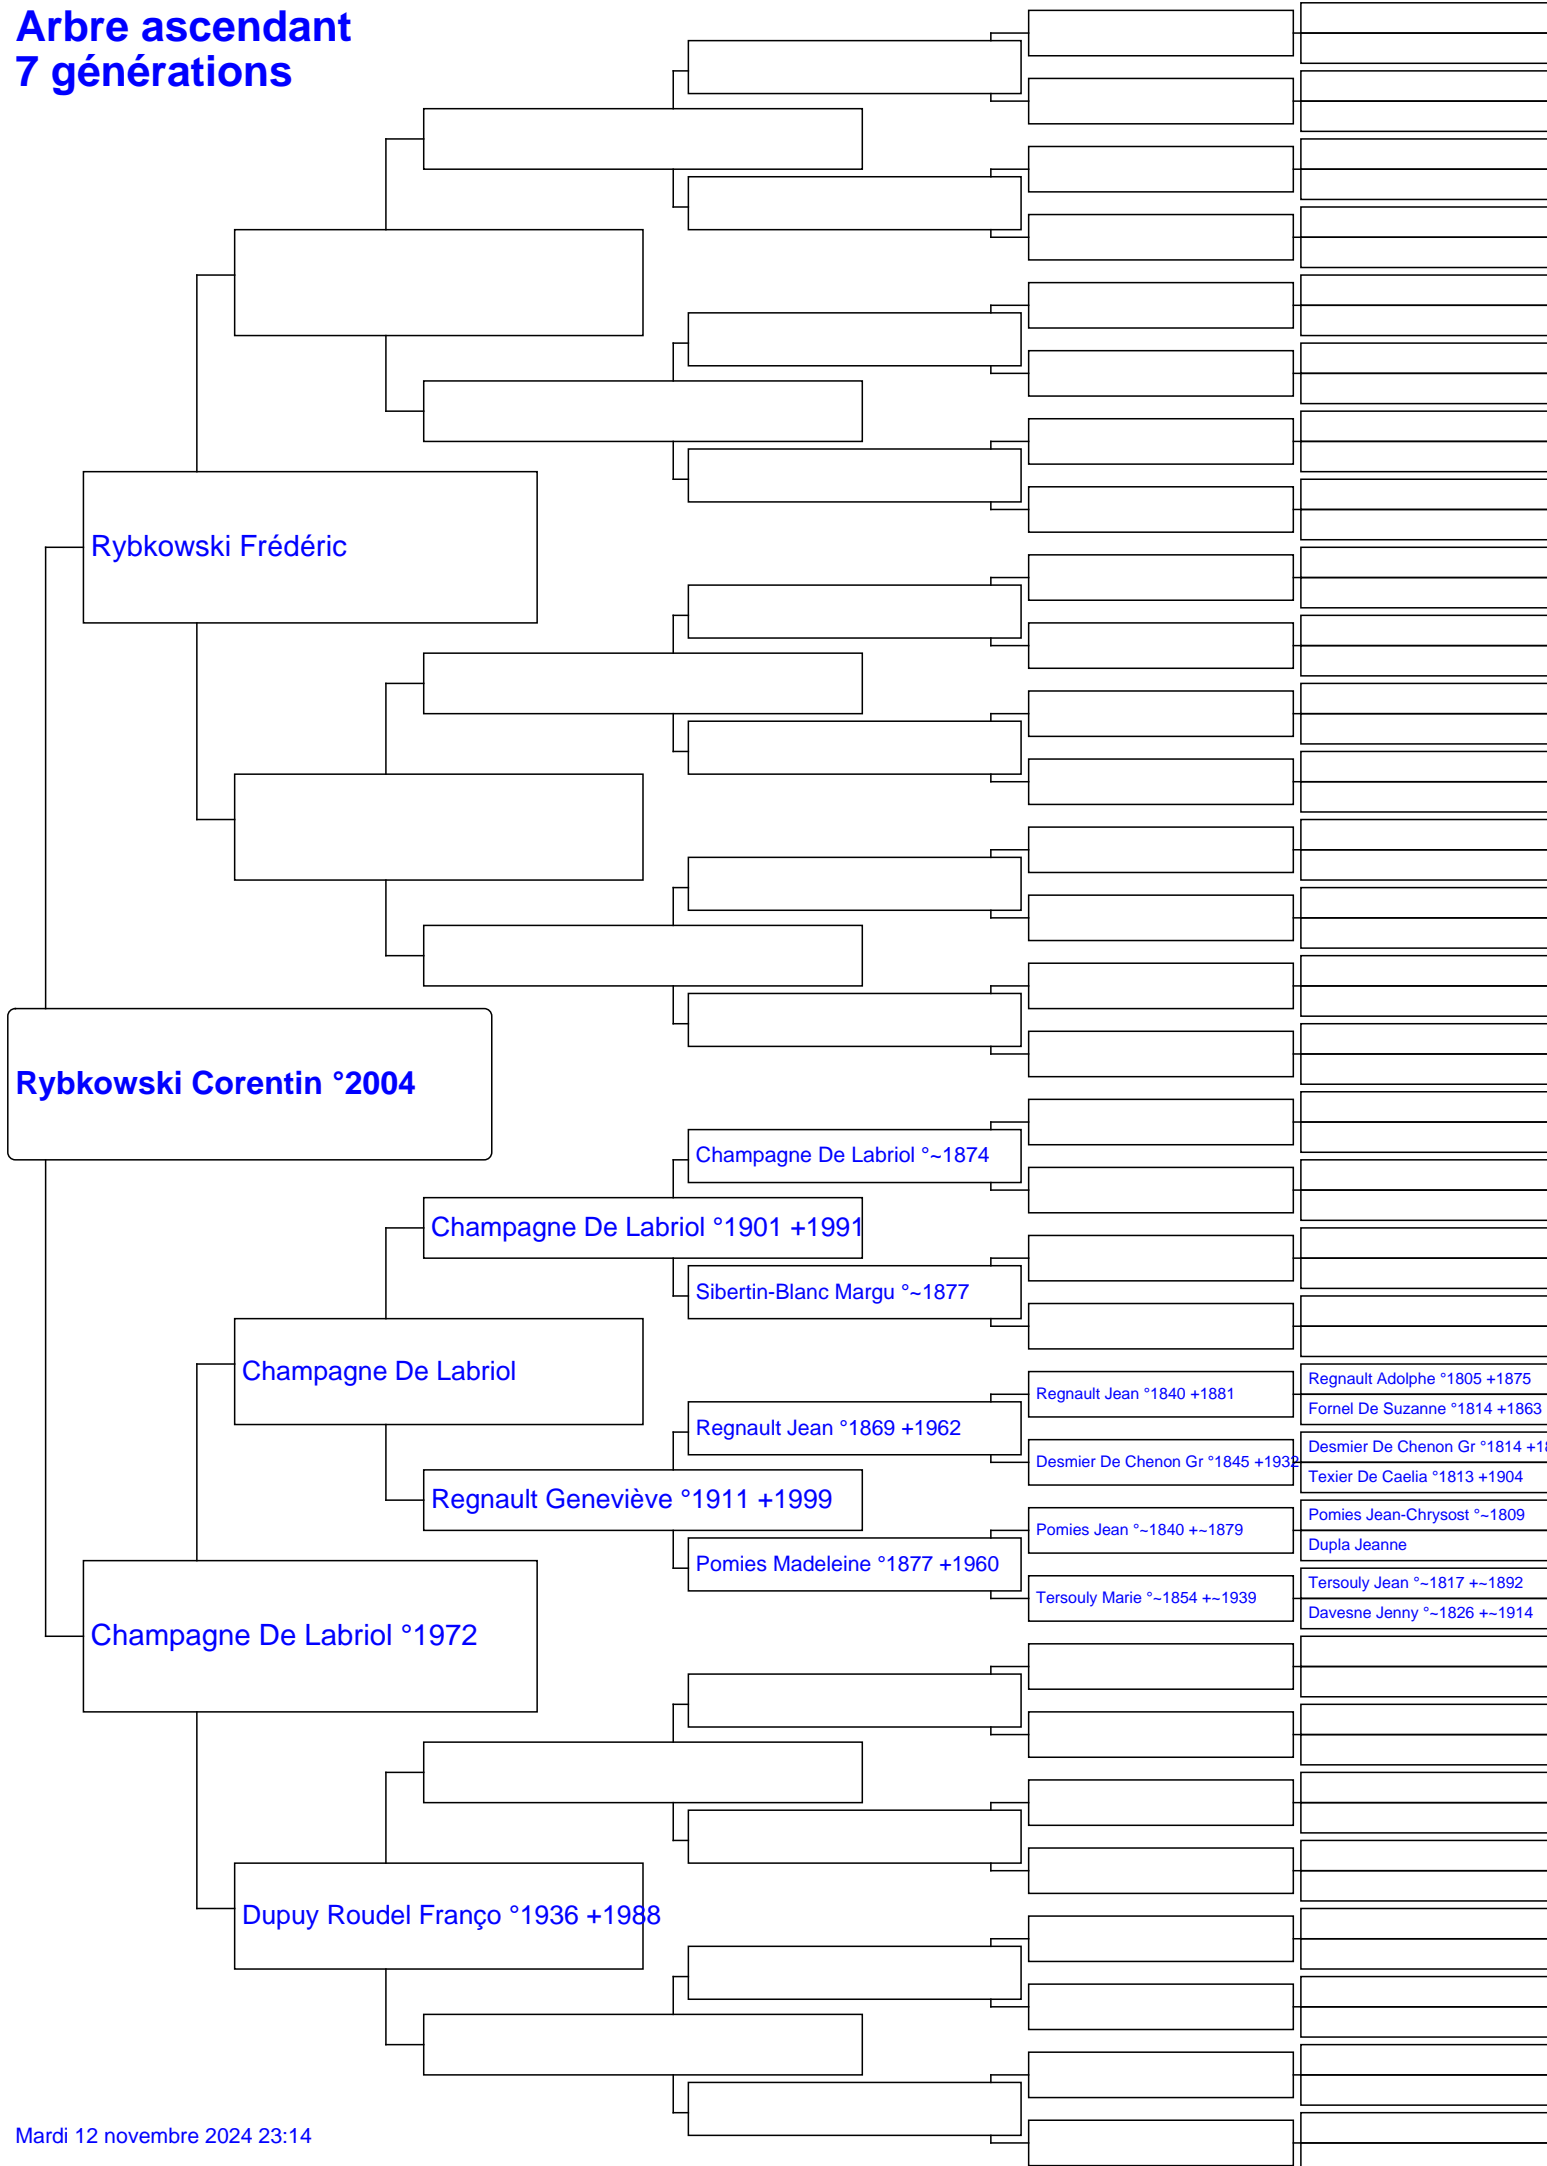 Arbre ascendant
7 générations
Rybkowski Frédéric
Rybkowski Corentin °2004
Champagne De Labriol °~1874
Champagne De Labriol °1901 +1991
Sibertin-Blanc Margu °~1877
Champagne De Labriol
Regnault Adolphe °1805 +1875
Regnault Jean °1840 +1881
Fornel De Suzanne °1814 +1863
Regnault Jean °1869 +1962
Desmier De Chenon Gr °1814 +18
Desmier De Chenon Gr °1845 +1932
Texier De Caelia °1813 +1904
Regnault Geneviève °1911 +1999
Pomies Jean-Chrysost °~1809
Pomies Jean °~1840 +~1879
Dupla Jeanne
Pomies Madeleine °1877 +1960
Tersouly Jean °~1817 +~1892
Tersouly Marie °~1854 +~1939
Davesne Jenny °~1826 +~1914
Champagne De Labriol °1972
Dupuy Roudel Franço °1936 +1988
Mardi 12 novembre 2024 23:14